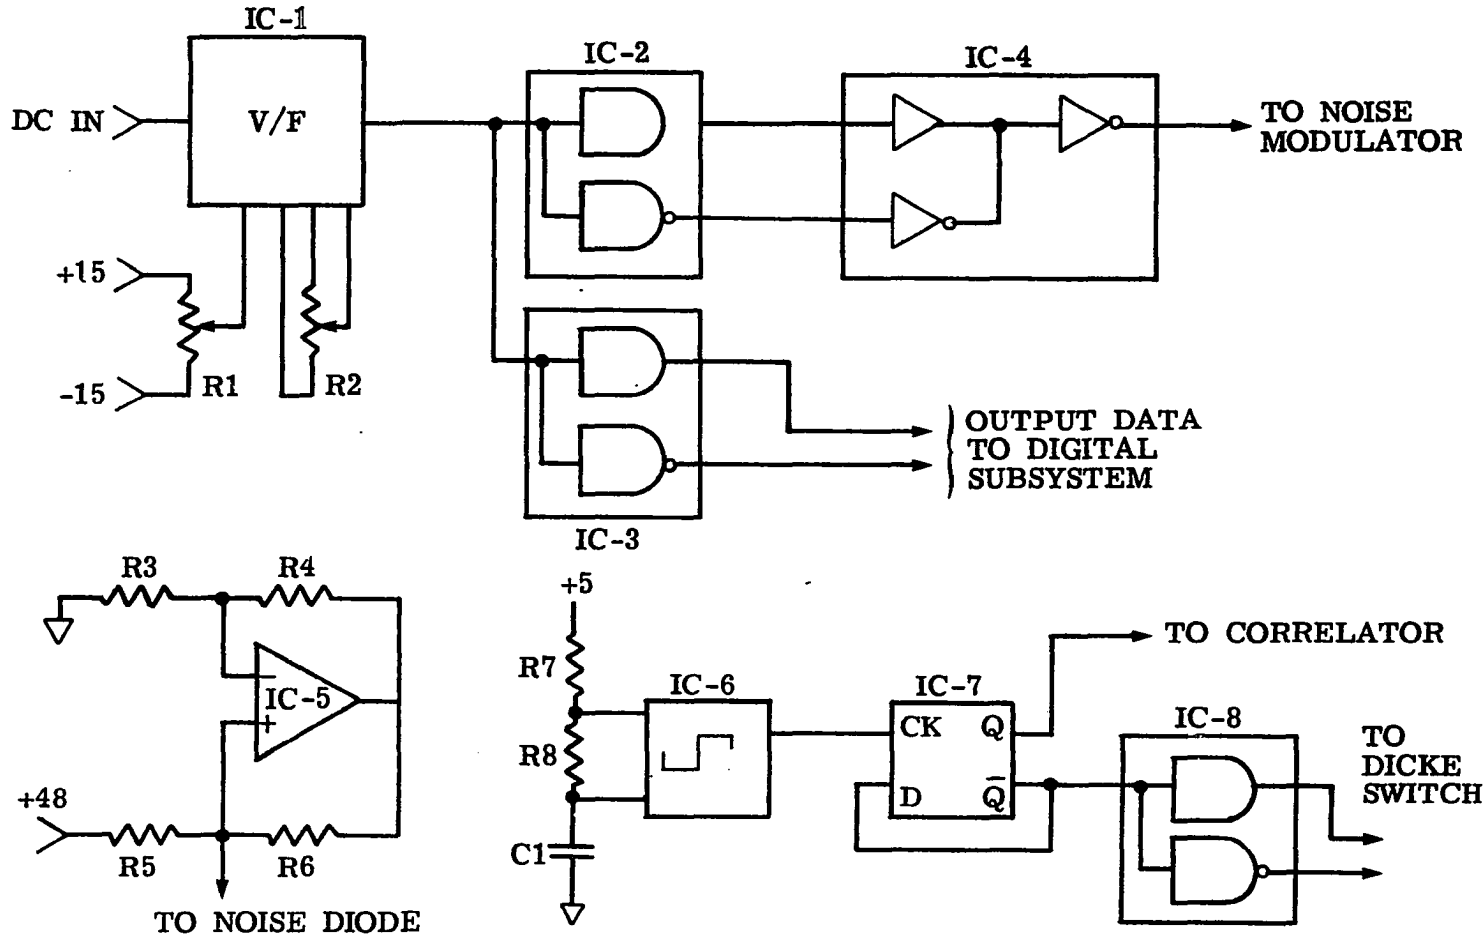 IC-1
DC IN
V/F
+15
-15
R1
R2
IC-2
IC-4
TO NOISE
MODULATOR
IC-3
OUTPUT DATA
TO DIGITAL
SUBSYSTEM
R3
R4
IC-5
−
+
+48
R5
R6
TO NOISE DIODE
+5
R7
R8
C1
IC-6
IC-7
CK
Q
D
Q̅
TO CORRELATOR
IC-8
TO
DICKE
SWITCH